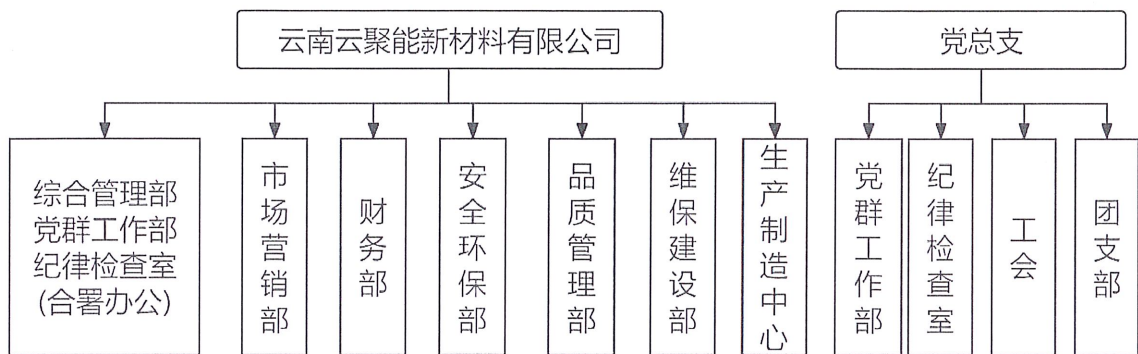 云南云聚能新材料有限公司
党总支
综合管理部
党群工作部
纪律检查室
(合署办公)
市场营销部
财务部
安全环保部
品质管理部
维保建设部
生产制造中心
党群工作部
纪律检查室
工会
团支部